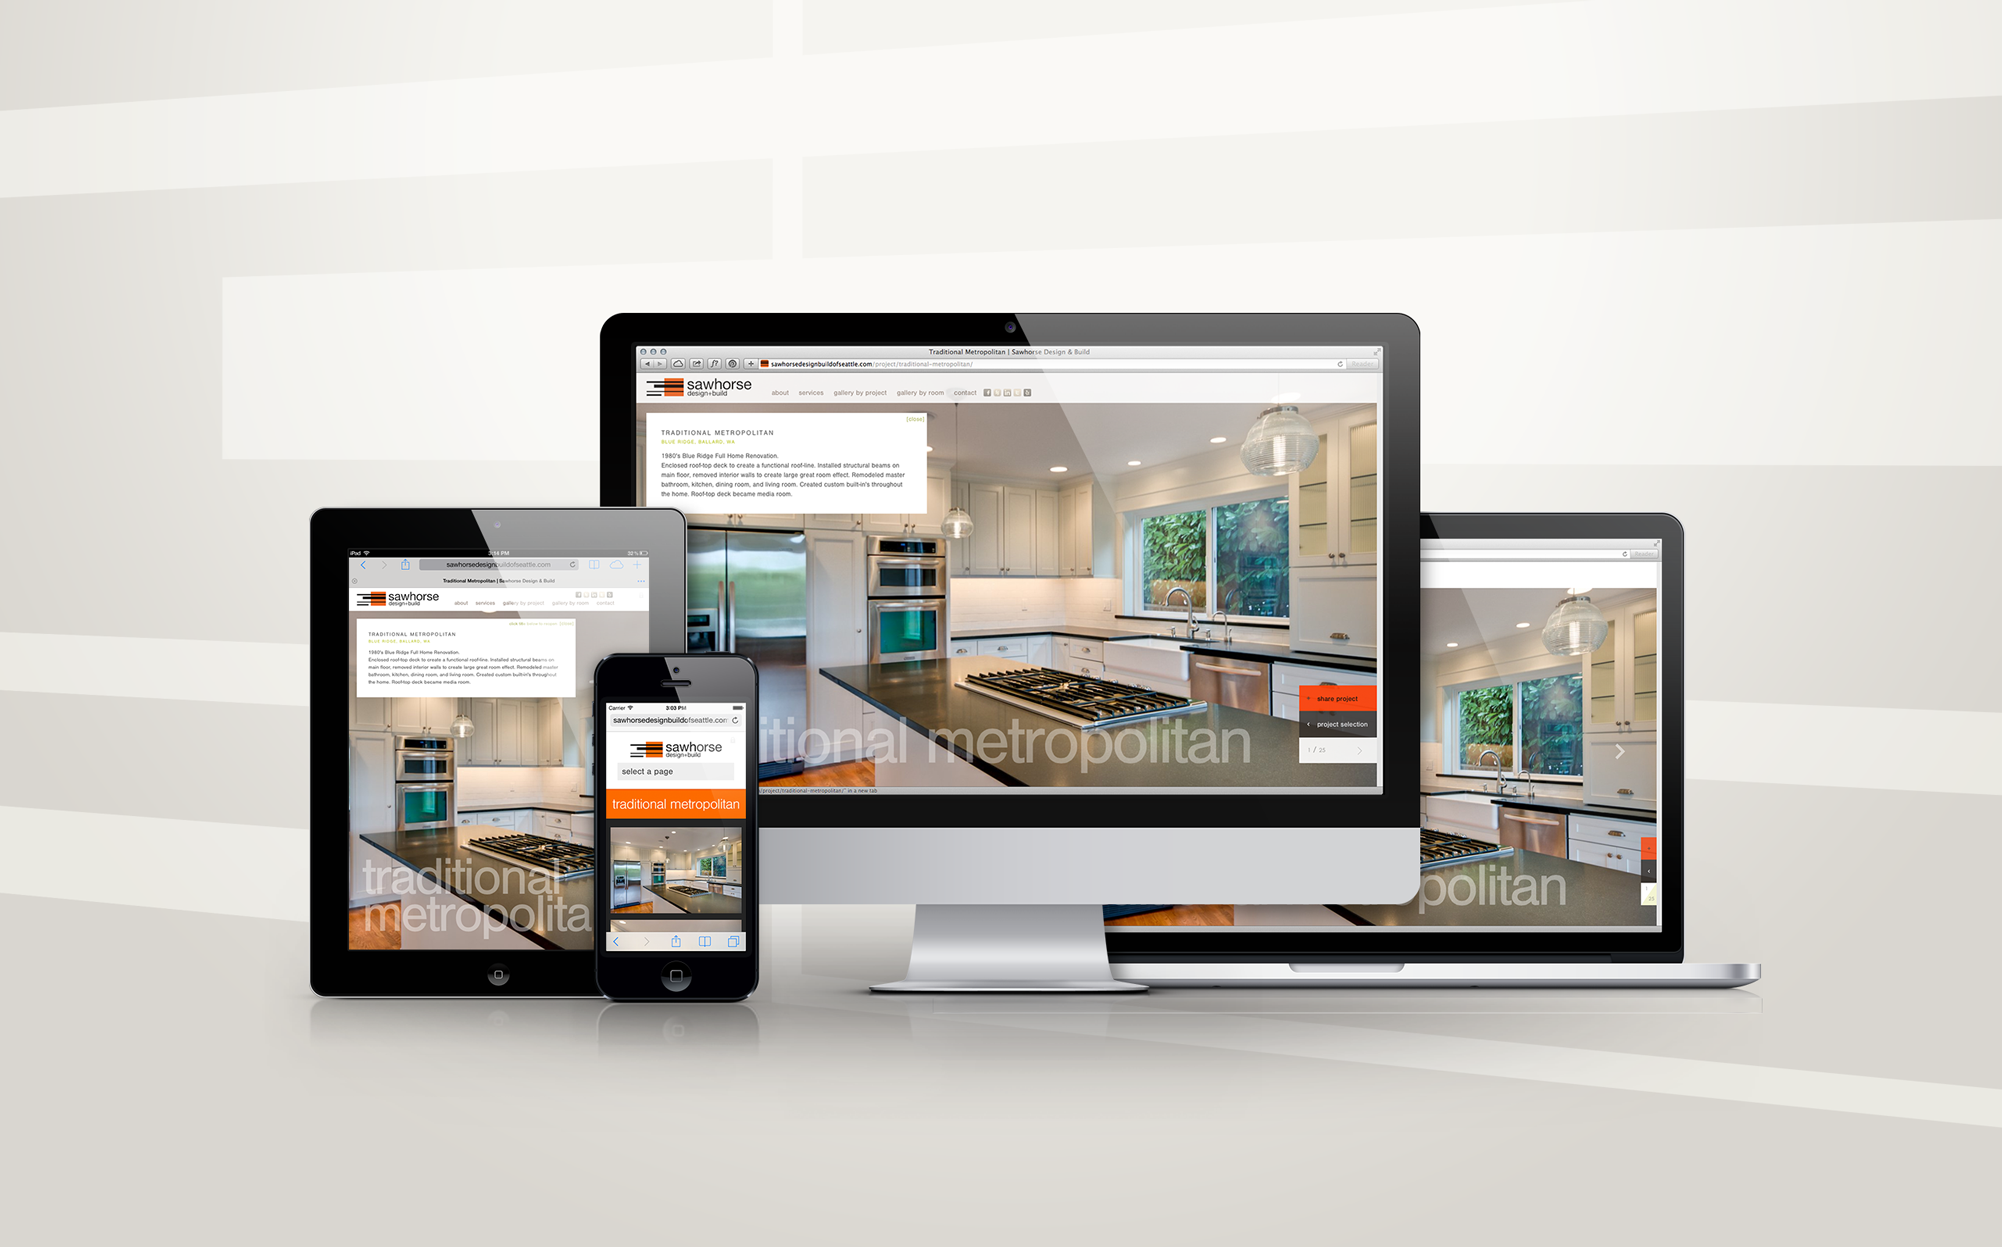 Traditional Metropolitan | Sawhorse Design & Build
sawhorsedesignbuildofseattle.com/project/traditional-metropolitan/
Reader
sawhorse
design+build
about services gallery by project gallery by room contact
[close]
TRADITIONAL METROPOLITAN
BLUE RIDGE, BALLARD, WA
1980's Blue Ridge Full Home Renovation.
Enclosed roof-top deck to create a functional roof-line. Installed structural beams on
main floor, removed interior walls to create large great room effect. Remodeled master
bathroom, kitchen, dining room, and living room. Created custom built-in's throughout
the home. Roof-top deck became media room.
+ share project
< project selection
1 / 25
itional metropolitan
/project/traditional-metropolitan/" in a new tab
iPad 3:14 PM 22%
sawhorsedesignbuildofseattle.com
Traditional Metropolitan | Sawhorse Design & Build
sawhorse
design+build
about services gallery by project gallery by room contact
TRADITIONAL METROPOLITAN
BLUE RIDGE, BALLARD, WA
1980's Blue Ridge Full Home Renovation.
Enclosed roof-top deck to create a functional roof-line. Installed structural beams on
main floor, removed interior walls to create large great room effect. Remodeled master
bathroom, kitchen, dining room, and living room. Created custom built-in's throughout
the home. Roof-top deck became media room.
traditional
metropolita
Carrier 3:03 PM
sawhorsedesignbuildofseattle.com
sawhorse
design+build
select a page
traditional metropolitan
Reader
politan